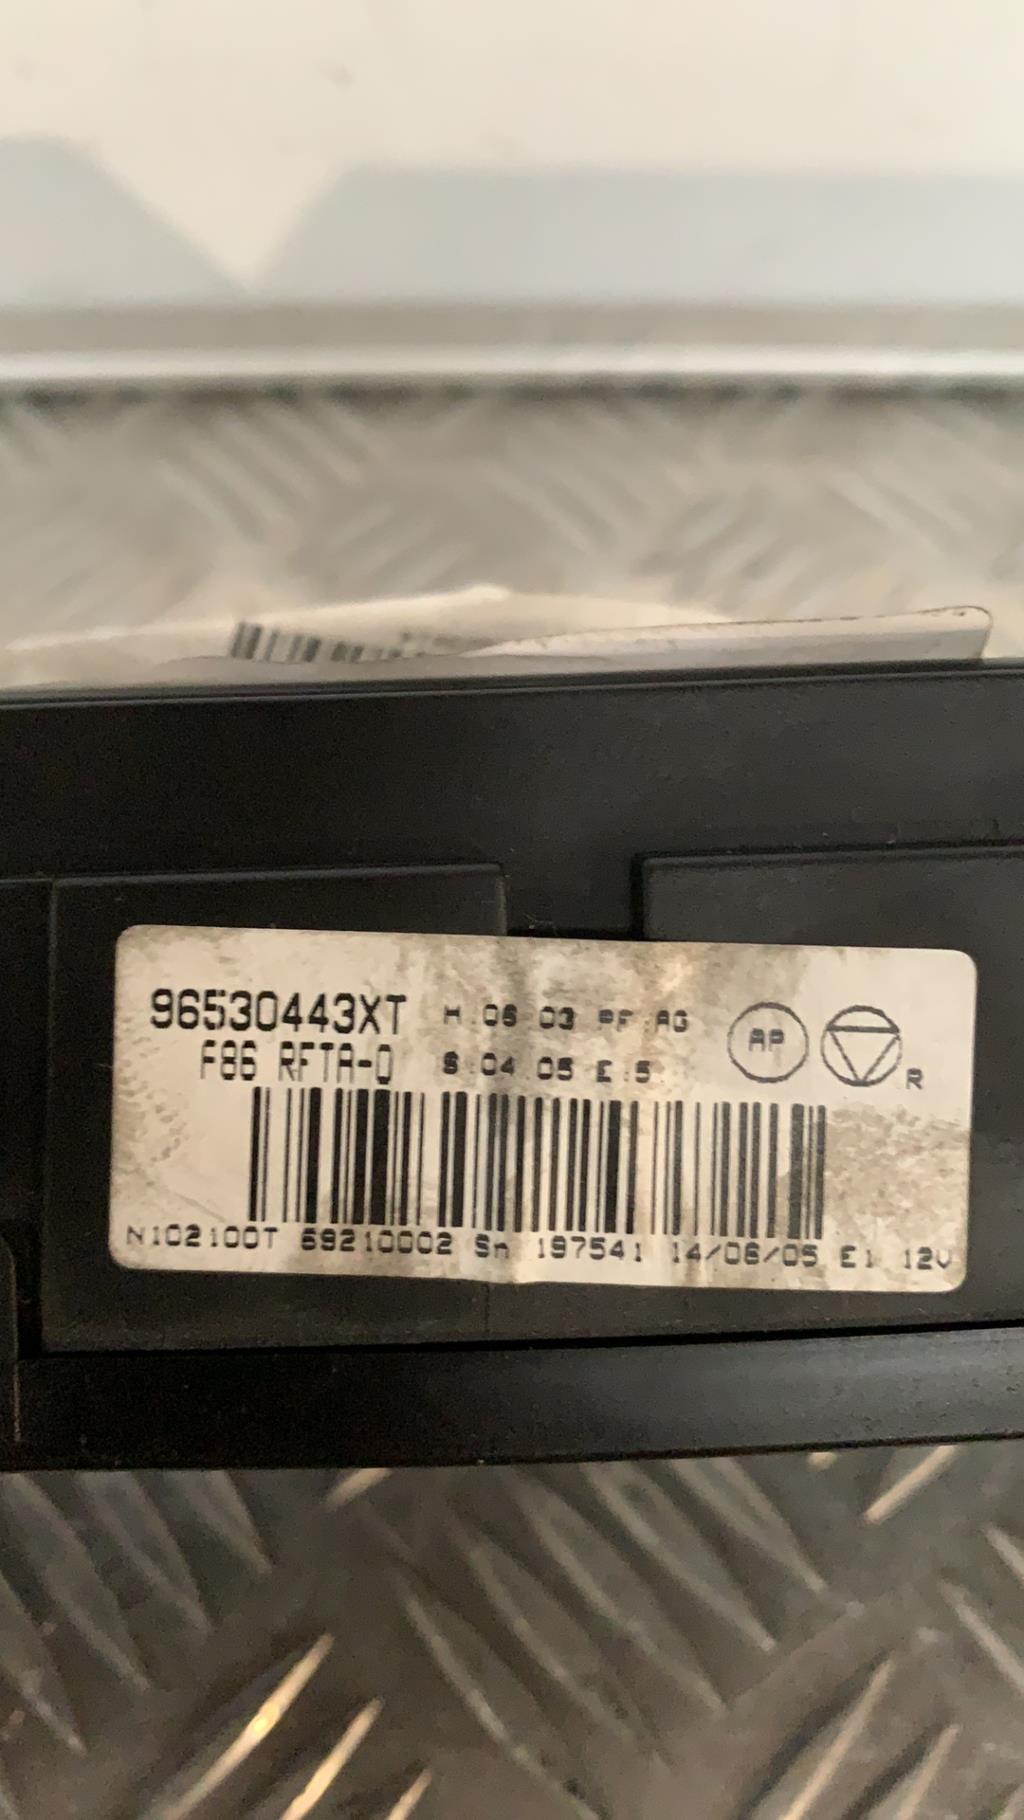 96530443XT H:06.03 PF:AG AP
F86 RFTA-0 S:04.05 E:5 R
N102100T 69210002 Sn 197541 14/06/05 E1 12V